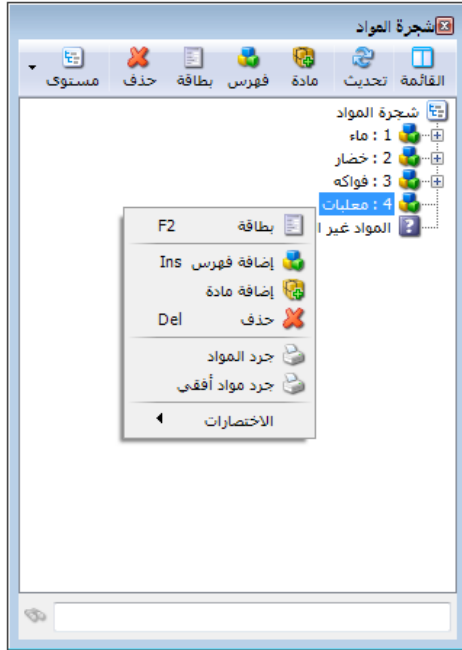 شجرة المواد
القائمة تحديث مادة فهرس بطاقة حذف مستوى
شجرة المواد
1 : ماء
2 : خضار
3 : فواكه
4 : معلبات
المواد غير ا
بطاقة F2
إضافة فهرس Ins
إضافة مادة
حذف Del
جرد المواد
جرد مواد أفقي
الاختصارات